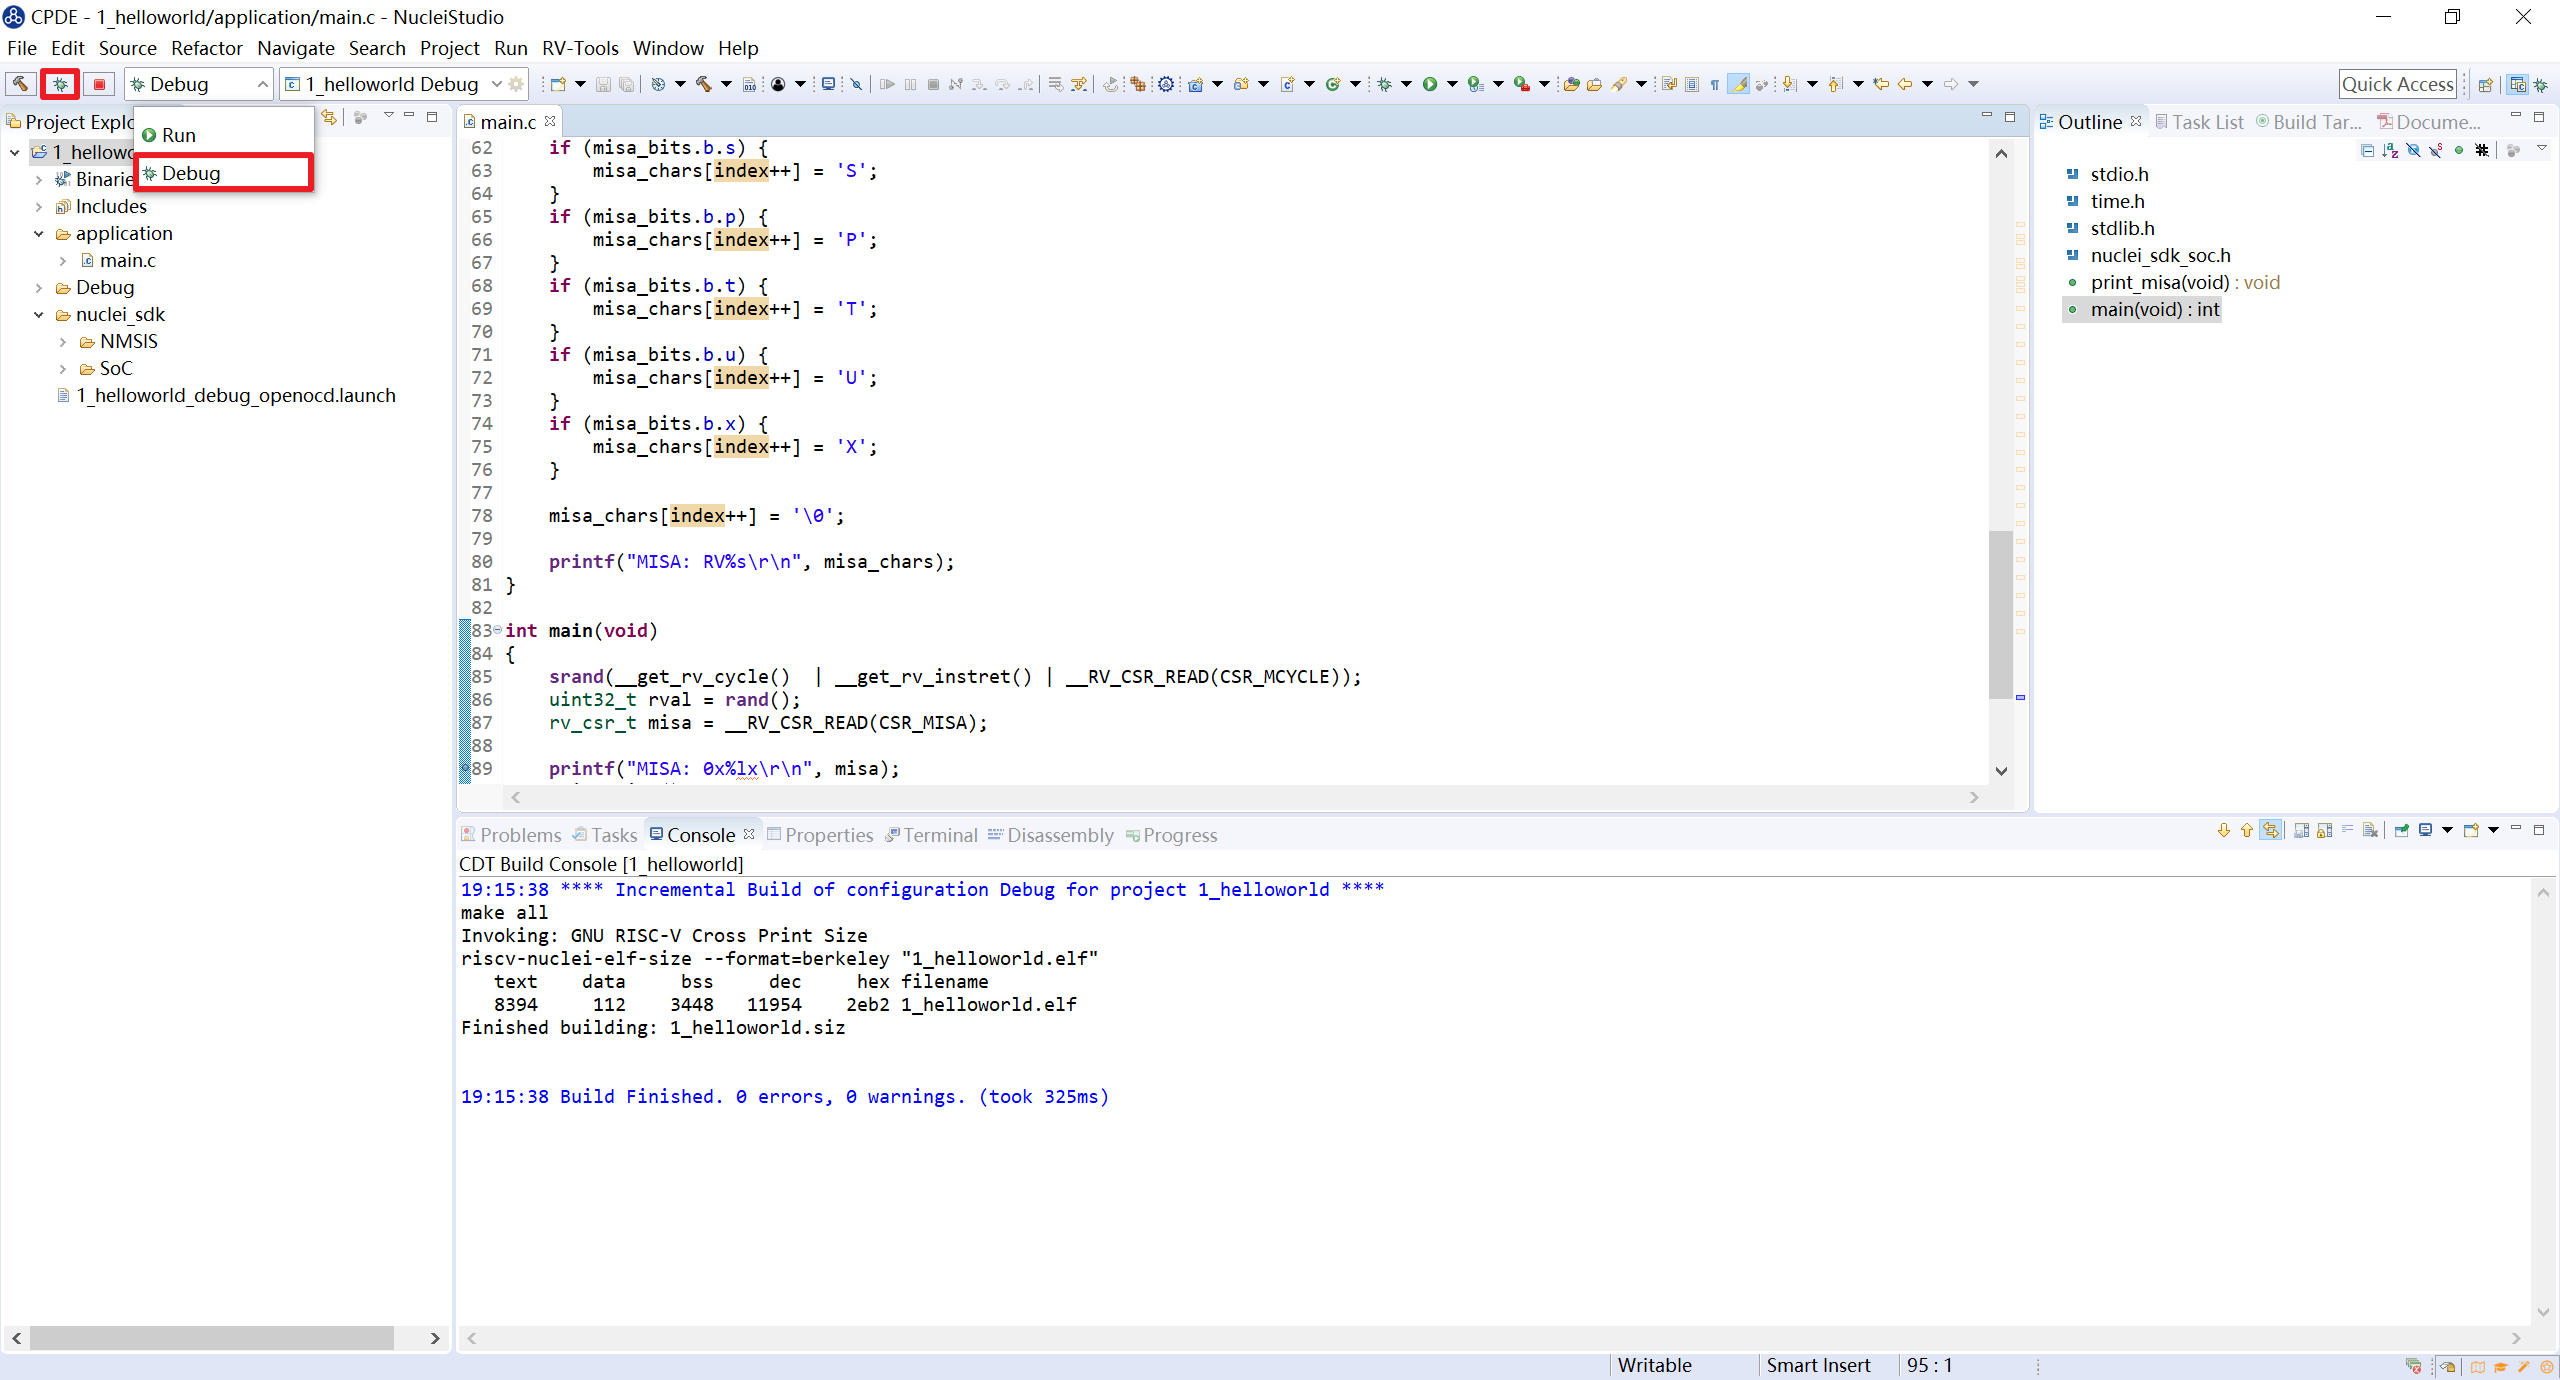 CPDE - 1_helloworld/application/main.c - NucleiStudio
File Edit Source Refactor Navigate Search Project Run RV-Tools Window Help
Debug
1_helloworld Debug
Quick Access
Run
Debug
Project Explo
1_hellowo
Binarie
Includes
application
main.c
Debug
nuclei_sdk
NMSIS
SoC
1_helloworld_debug_openocd.launch
main.c
62 if (misa_bits.b.s) {
63 misa_chars[index++] = 'S';
64 }
65 if (misa_bits.b.p) {
66 misa_chars[index++] = 'P';
67 }
68 if (misa_bits.b.t) {
69 misa_chars[index++] = 'T';
70 }
71 if (misa_bits.b.u) {
72 misa_chars[index++] = 'U';
73 }
74 if (misa_bits.b.x) {
75 misa_chars[index++] = 'X';
76 }
77
78 misa_chars[index++] = '\0';
79
80 printf("MISA: RV%s\r\n", misa_chars);
81 }
82
83 int main(void)
84 {
85 srand(__get_rv_cycle() | __get_rv_instret() | __RV_CSR_READ(CSR_MCYCLE));
86 uint32_t rval = rand();
87 rv_csr_t misa = __RV_CSR_READ(CSR_MISA);
88
89 printf("MISA: 0x%lx\r\n", misa);
Outline Task List Build Tar... Docume...
stdio.h
time.h
stdlib.h
nuclei_sdk_soc.h
print_misa(void) : void
main(void) : int
Problems Tasks Console Properties Terminal Disassembly Progress
CDT Build Console [1_helloworld]
19:15:38 **** Incremental Build of configuration Debug for project 1_helloworld ****
make all
Invoking: GNU RISC-V Cross Print Size
riscv-nuclei-elf-size --format=berkeley "1_helloworld.elf"
text data bss dec hex filename
8394 112 3448 11954 2eb2 1_helloworld.elf
Finished building: 1_helloworld.siz
19:15:38 Build Finished. 0 errors, 0 warnings. (took 325ms)
Writable Smart Insert 95 : 1